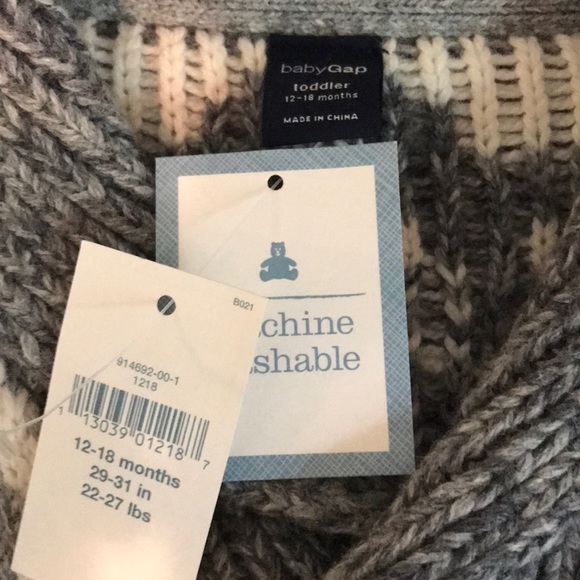 babyGap
toddler
12-18 months
MADE IN CHINA
chine
shable
B021
914692-00-1
1218
1 13039 01218 7
12-18 months
29-31 in
22-27 lbs